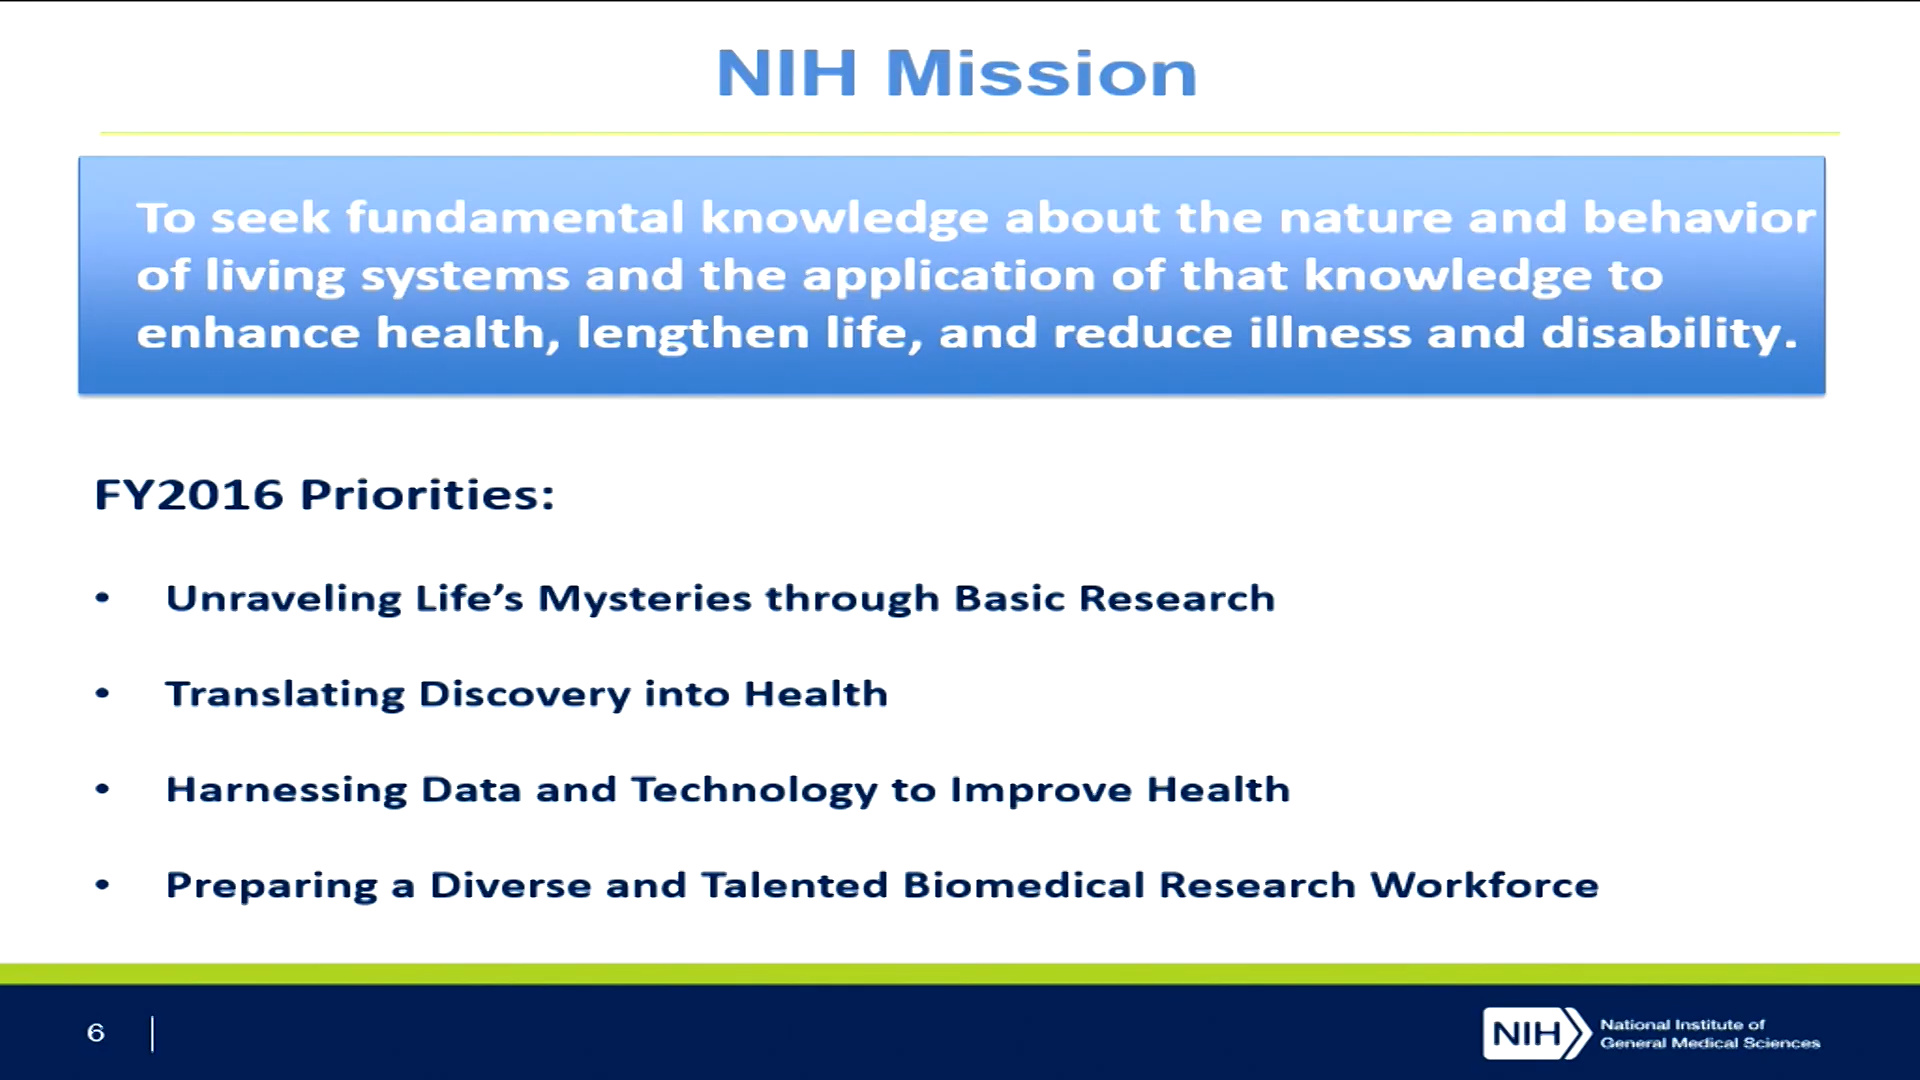 NIH Mission
To seek fundamental knowledge about the nature and behavior
of living systems and the application of that knowledge to
enhance health, lengthen life, and reduce illness and disability.
FY2016 Priorities:
• Unraveling Life’s Mysteries through Basic Research
• Translating Discovery into Health
• Harnessing Data and Technology to Improve Health
• Preparing a Diverse and Talented Biomedical Research Workforce
6
NIH
National Institute of
General Medical Sciences